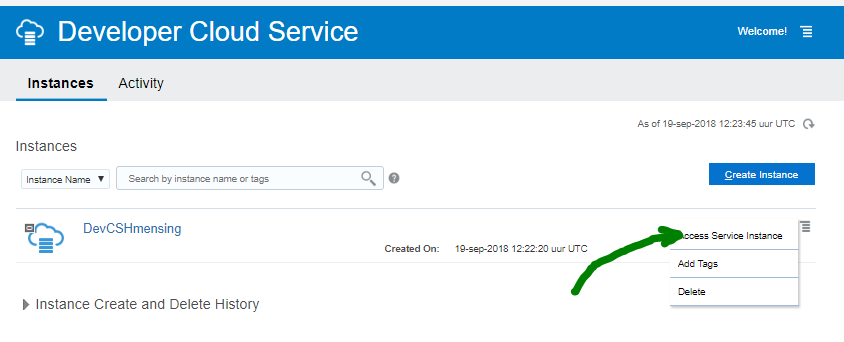 Developer Cloud Service
Welcome!
Instances Activity
As of 19-sep-2018 12:23:45 uur UTC
Instances
Instance Name
Search by instance name or tags
?
Create Instance
DevCSHmensing
Created On: 19-sep-2018 12:22:20 uur UTC
Access Service Instance
Add Tags
Delete
Instance Create and Delete History